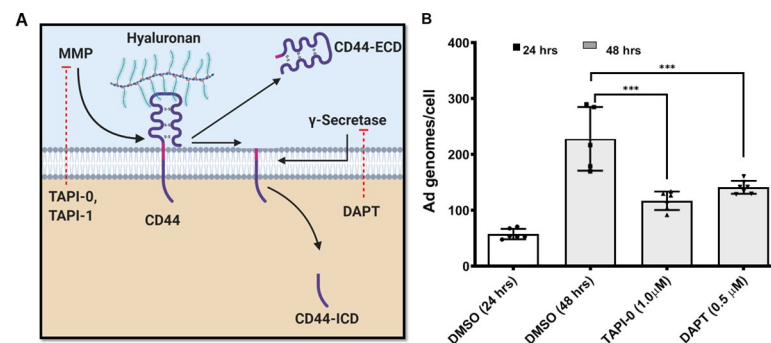 A
MMP
Hyaluronan
CD44-ECD
γ-Secretase
TAPI-0,
TAPI-1
CD44
DAPT
CD44-ICD
B
24 hrs
48 hrs
Ad genomes/cell
400
300
200
100
0
***
***
DMSO (24 hrs)
DMSO (48 hrs)
TAPI-0 (1.0μM)
DAPT (0.5 μM)